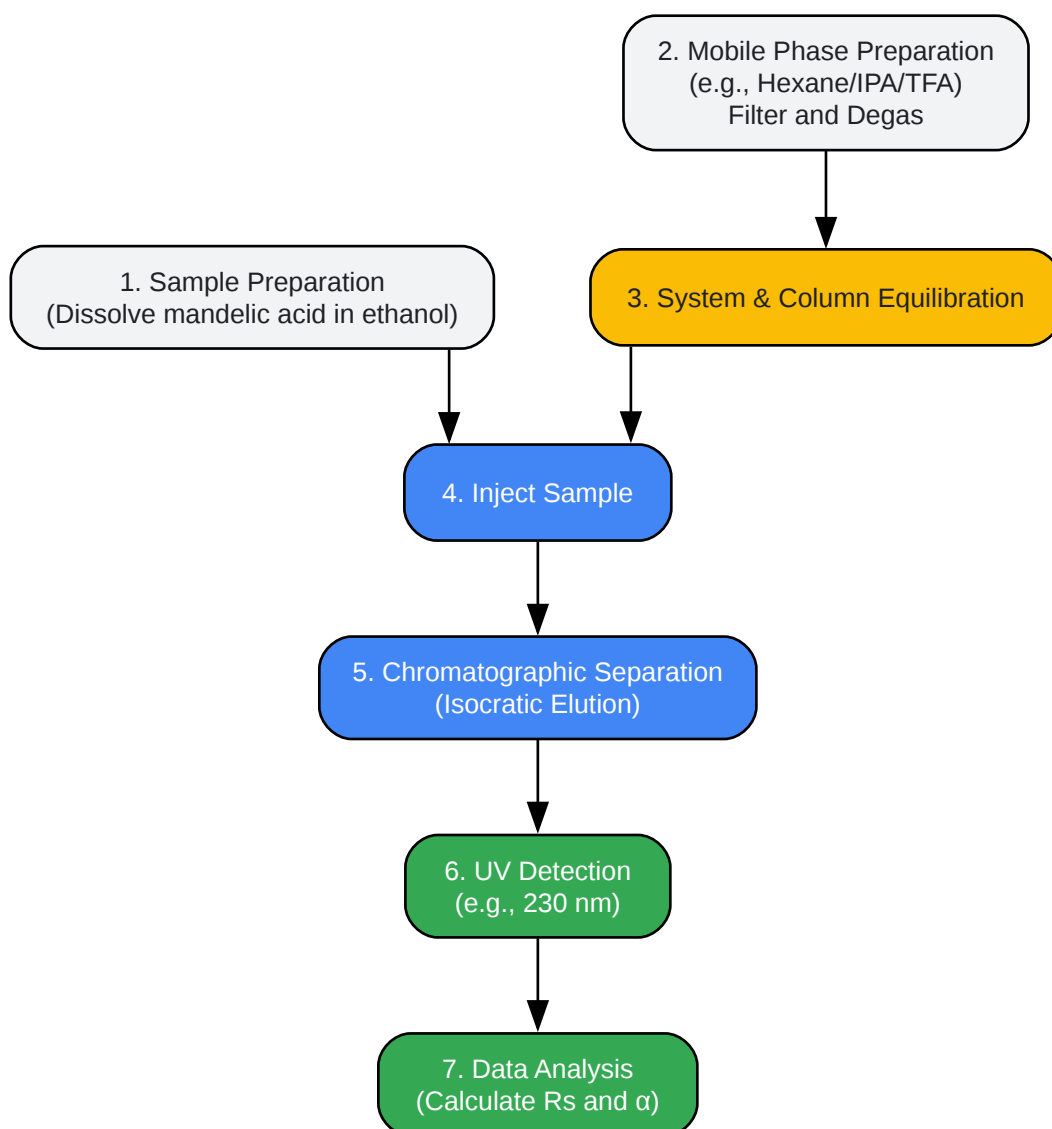 2. Mobile Phase Preparation
(e.g., Hexane/IPA/TFA)
Filter and Degas
1. Sample Preparation
(Dissolve mandelic acid in ethanol)
3. System & Column Equilibration
4. Inject Sample
5. Chromatographic Separation
(Isocratic Elution)
6. UV Detection
(e.g., 230 nm)
7. Data Analysis
(Calculate Rs and α)